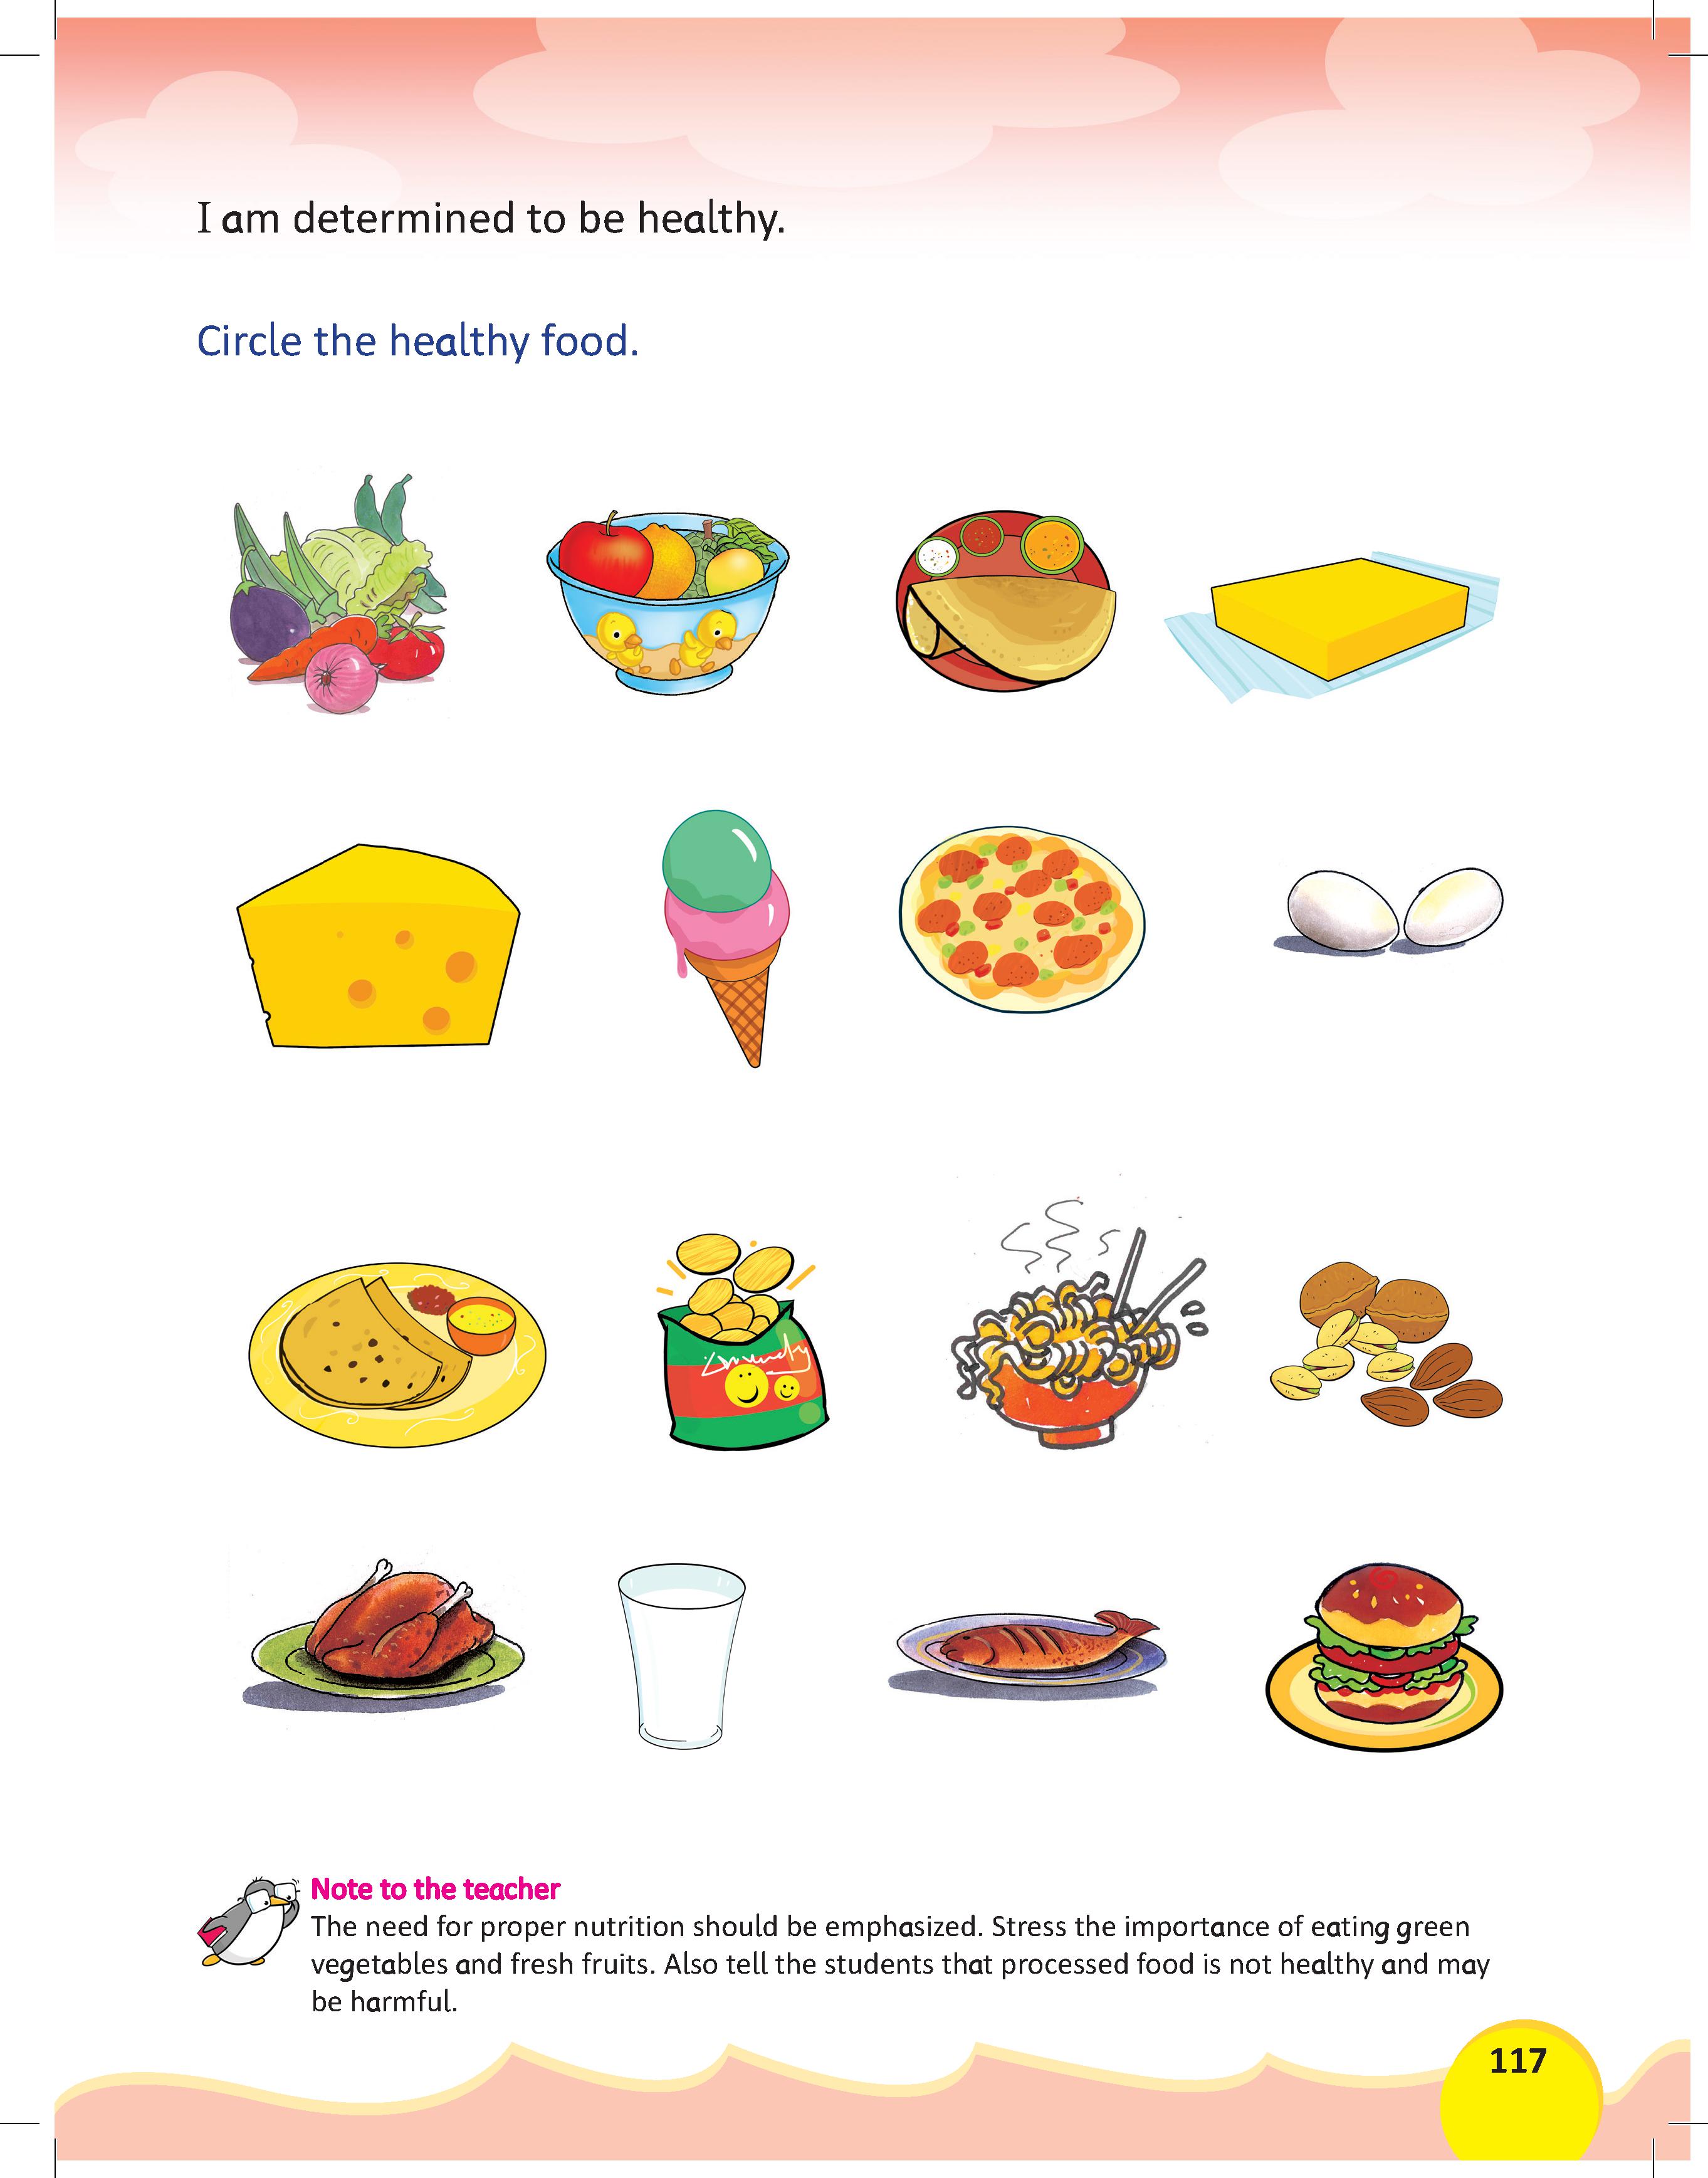 I am determined to be healthy.
Circle the healthy food.
Note to the teacher
The need for proper nutrition should be emphasized. Stress the importance of eating green
vegetables and fresh fruits. Also tell the students that processed food is not healthy and may
be harmful.
117